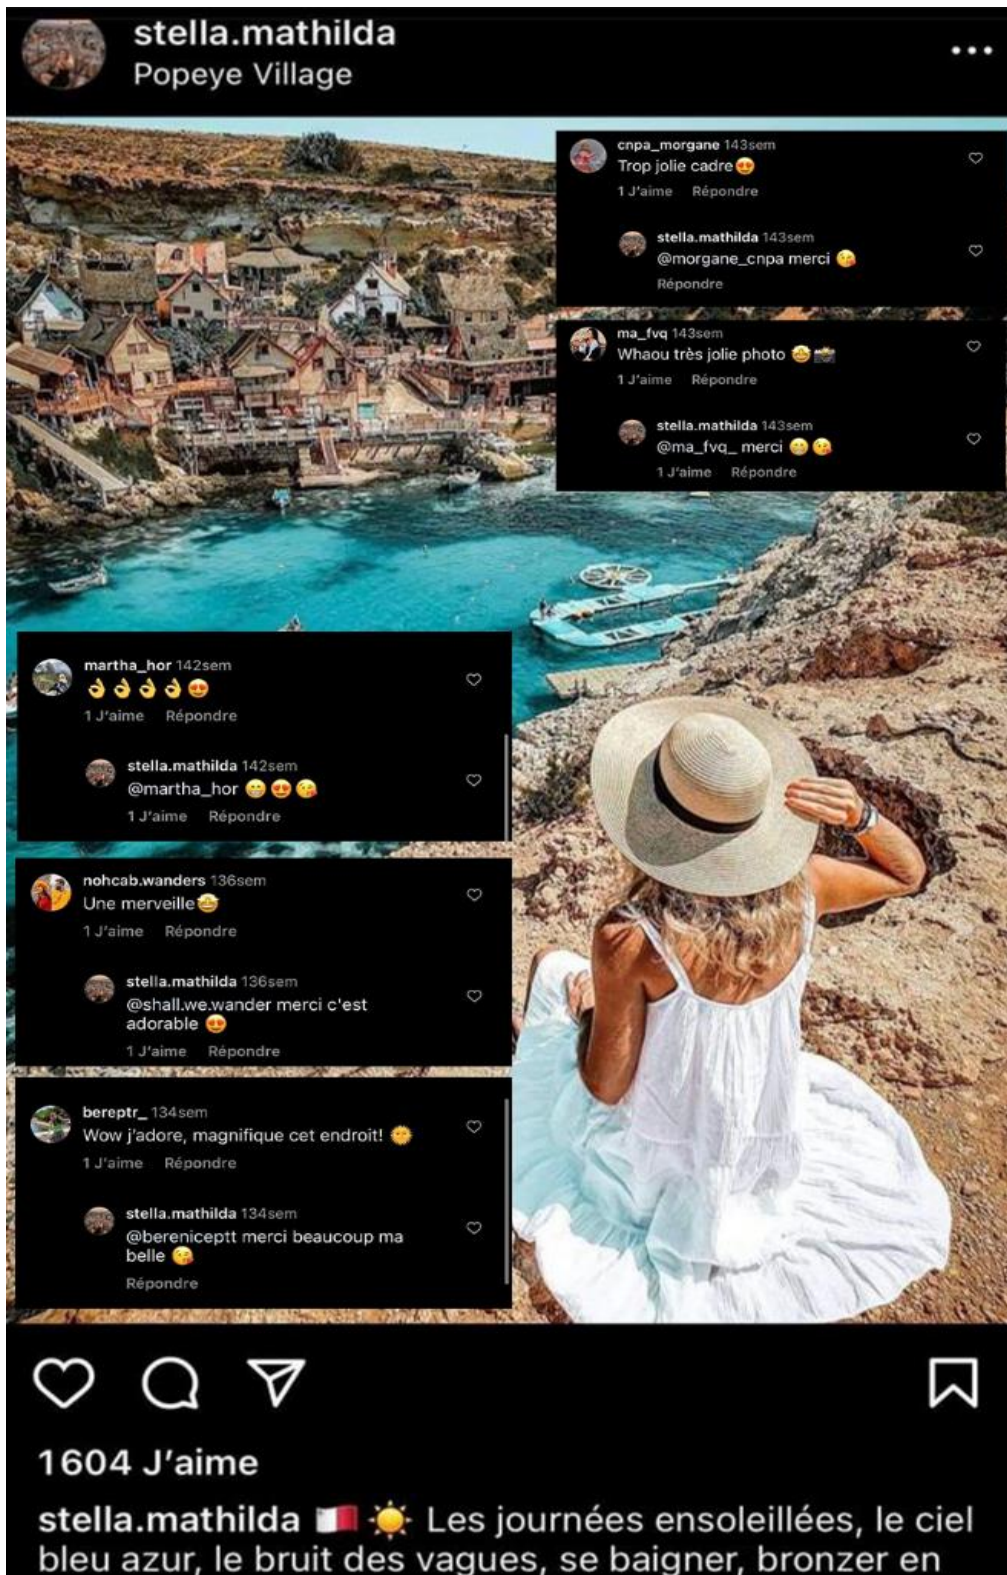 stella.mathilda
Popeye Village
cnpa_morgane 143sem
Trop jolie cadre😍
1 J'aime Répondre
stella.mathilda 143sem
@morgane_cnpa merci 😘
Répondre
ma_fvq 143sem
Whaou très jolie photo 🤩📸
1 J'aime Répondre
stella.mathilda 143sem
@ma_fvq_ merci 😁😘
1 J'aime Répondre
martha_hor 142sem
👌👌👌👌😍
1 J'aime Répondre
stella.mathilda 142sem
@martha_hor 😁😍😘
1 J'aime Répondre
nohcab.wanders 136sem
Une merveille🤩
1 J'aime Répondre
stella.mathilda 136sem
@shall.we.wander merci c'est
adorable 😍
1 J'aime Répondre
bereptr_ 134sem
Wow j'adore, magnifique cet endroit! 🌞
1 J'aime Répondre
stella.mathilda 134sem
@bereniceptt merci beaucoup ma
belle 😘
Répondre
1604 J'aime
stella.mathilda 🇲🇹 ☀️ Les journées ensoleillées, le ciel
bleu azur, le bruit des vagues, se baigner, bronzer en